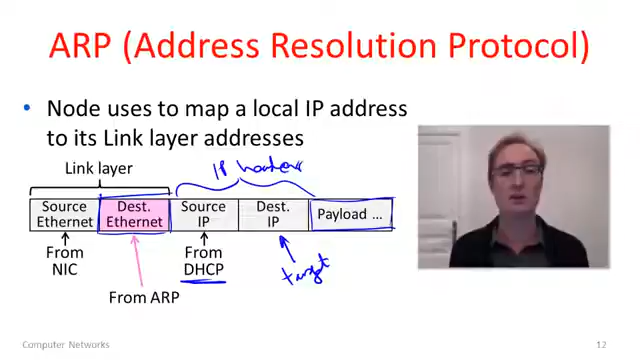 ARP (Address Resolution Protocol)
• Node uses to map a local IP address
to its Link layer addresses
Link layer
IP header
Source
Ethernet
Dest.
Ethernet
Source
IP
Dest.
IP
Payload ...
From
NIC
From
DHCP
target
From ARP
Computer Networks
12